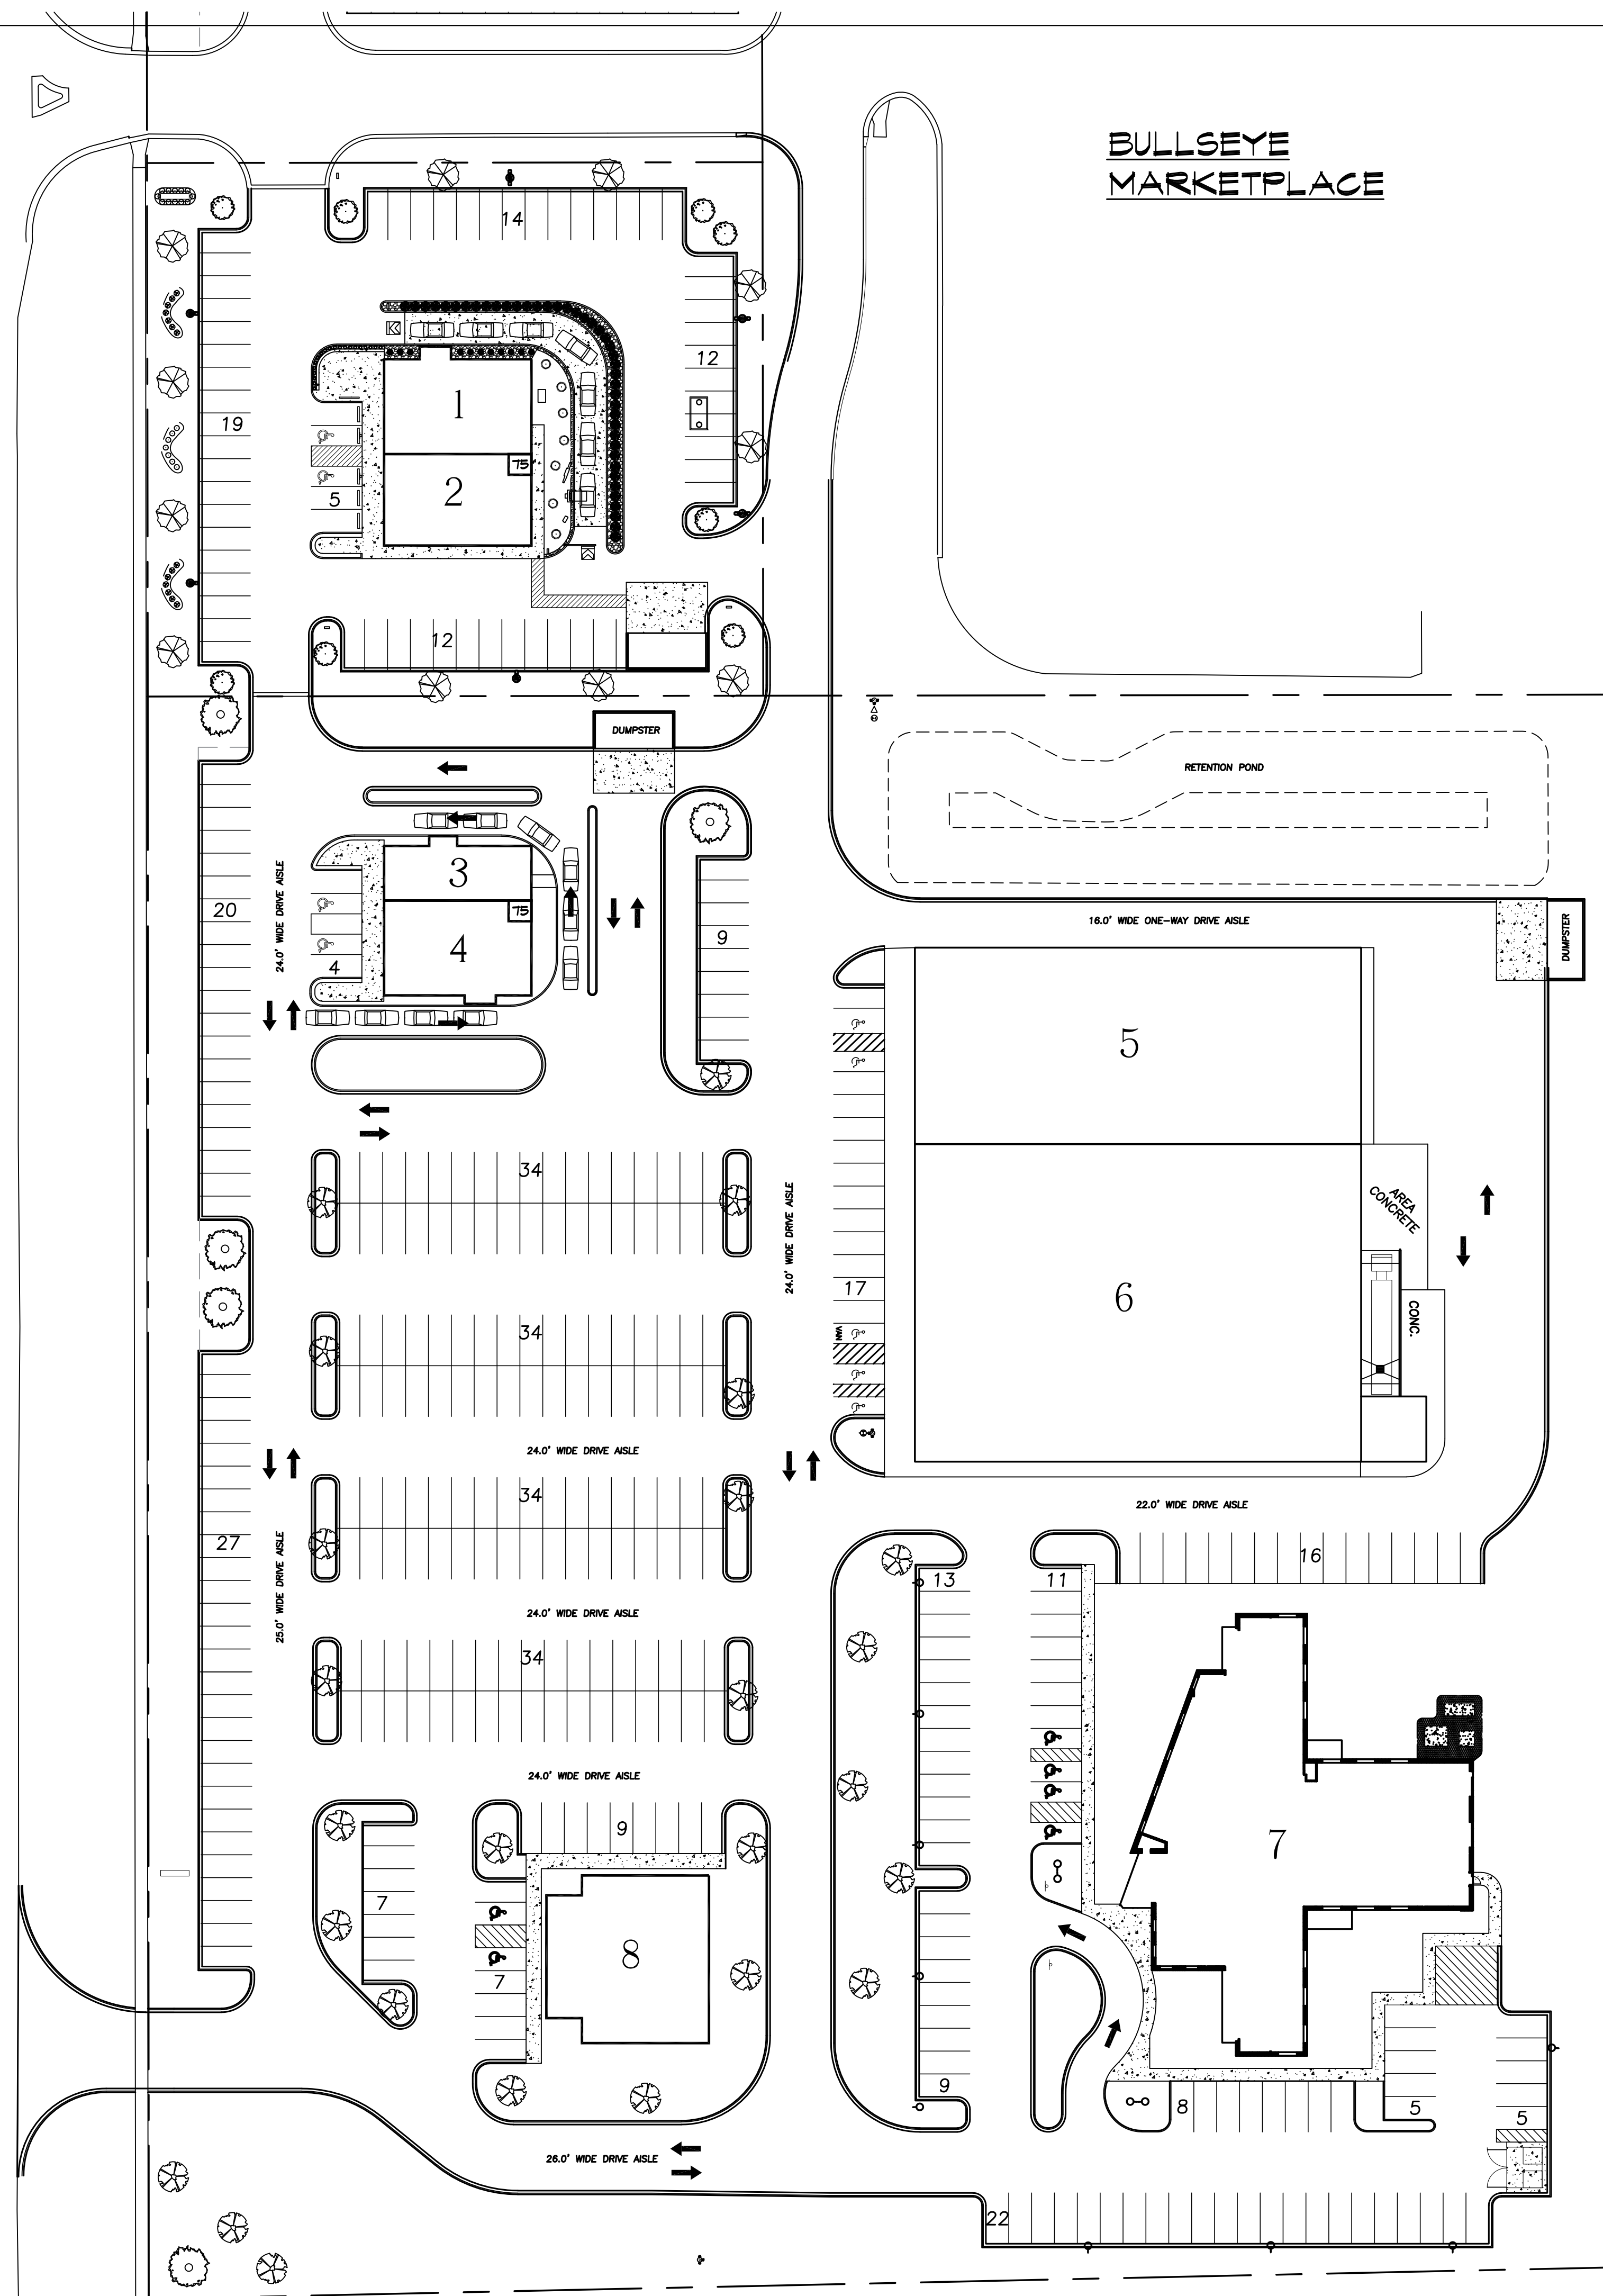 BULLSEYE
MARKETPLACE
14
12
19
1
75
2
5
12
DUMPSTER
RETENTION POND
3
75
4
4
20
24.0' WIDE DRIVE AISLE
9
16.0' WIDE ONE-WAY DRIVE AISLE
DUMPSTER
5
34
24.0' WIDE DRIVE AISLE
AREA
CONCRETE
6
17
VAN
CONC.
34
24.0' WIDE DRIVE AISLE
34
22.0' WIDE DRIVE AISLE
27
25.0' WIDE DRIVE AISLE
16
13
11
24.0' WIDE DRIVE AISLE
34
24.0' WIDE DRIVE AISLE
9
7
7
8
7
9
8
5
5
26.0' WIDE DRIVE AISLE
22